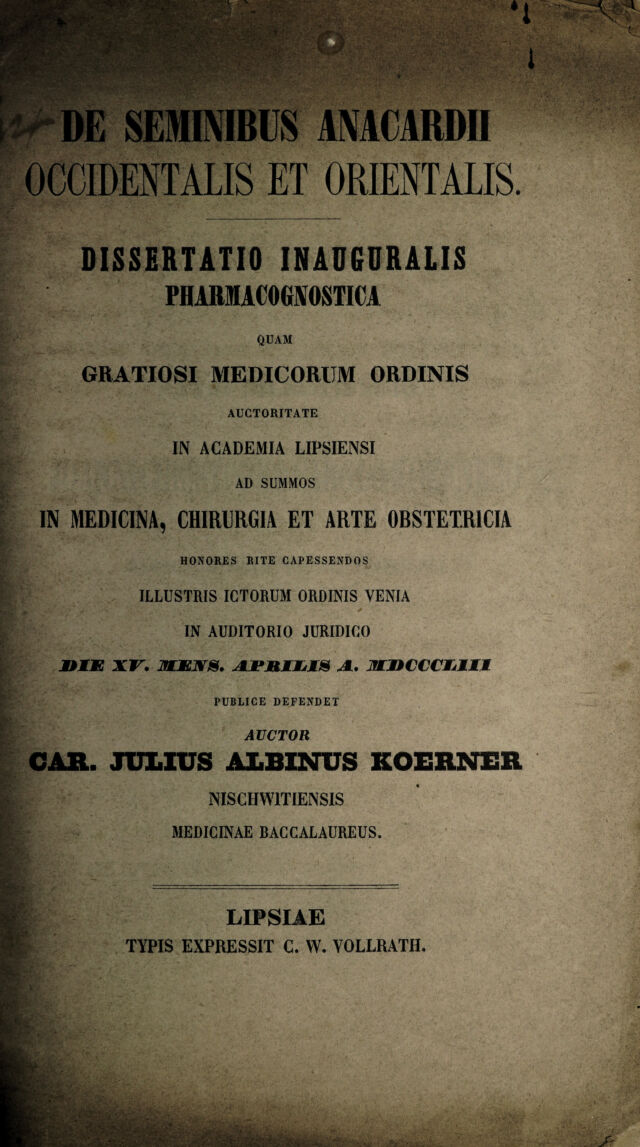 DE SEMINIBUS ANACARDII
OCCIDENTALIS ET ORIENTALIS.
DISSERTATIO INAUGURALIS
PHARMACOGNOSTICA
QUAM
GRATIOSI MEDICORUM ORDINIS
AUCTORITATE
IN ACADEMIA LIPSIENSI
AD SUMMOS
IN MEDICINA, CHIRURGIA ET ARTE OBSTETRICIA
HONORES RITE CAPESSENDOS
ILLUSTRIS ICTORUM ORDINIS VENIA
IN AUDITORIO JURIDICO
DIE XV. MENS. APRILIS A. MDCCCLIII
PUBLICE DEFENDET
AUCTOR
CAR. JULIUS ALBINUS KOERNER
NISCHWITIENSIS
MEDICINAE BACCALAUREUS.
LIPSIAE
TYPIS EXPRESSIT C. W. VOLLRATH.